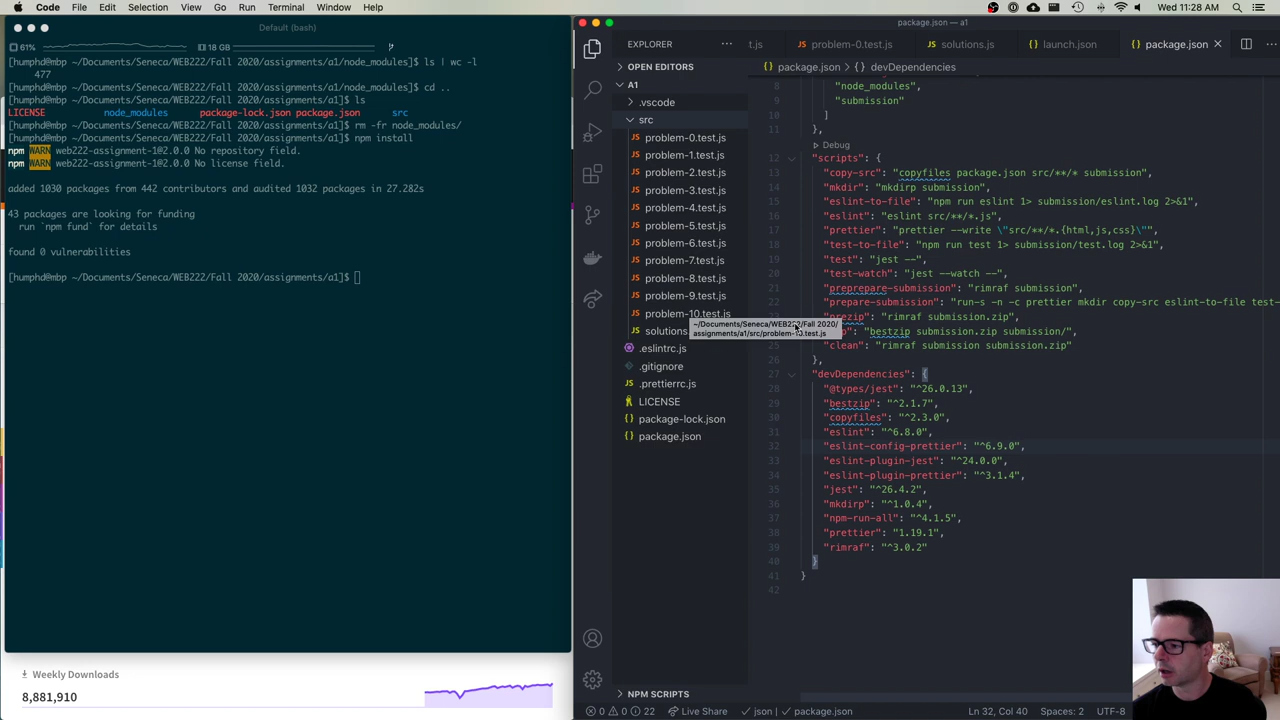 Code File Edit Selection View Go Run Terminal Window Help
Wed 11:28 AM
Default (bash)
61% 18 GB
[humphd@mbp ~/Documents/Seneca/WEB222/Fall 2020/assignments/a1/node_modules]$ ls | wc -l
477
[humphd@mbp ~/Documents/Seneca/WEB222/Fall 2020/assignments/a1/node_modules]$ cd ..
[humphd@mbp ~/Documents/Seneca/WEB222/Fall 2020/assignments/a1]$ ls
LICENSE node_modules package-lock.json package.json src
[humphd@mbp ~/Documents/Seneca/WEB222/Fall 2020/assignments/a1]$ rm -fr node_modules/
[humphd@mbp ~/Documents/Seneca/WEB222/Fall 2020/assignments/a1]$ npm install
npm WARN web222-assignment-1@2.0.0 No repository field.
npm WARN web222-assignment-1@2.0.0 No license field.
added 1030 packages from 442 contributors and audited 1032 packages in 27.282s
43 packages are looking for funding
run `npm fund` for details
found 0 vulnerabilities
[humphd@mbp ~/Documents/Seneca/WEB222/Fall 2020/assignments/a1]$
Weekly Downloads
8,881,910
package.json — a1
EXPLORER
OPEN EDITORS
A1
.vscode
src
problem-0.test.js
problem-1.test.js
problem-2.test.js
problem-3.test.js
problem-4.test.js
problem-5.test.js
problem-6.test.js
problem-7.test.js
problem-8.test.js
problem-9.test.js
problem-10.test.js
~/Documents/Seneca/WEB222/Fall 2020/
assignments/a1/src/problem-10.test.js
solutions.
.eslintrc.js
.gitignore
.prettierrc.js
LICENSE
package-lock.json
package.json
NPM SCRIPTS
t.js problem-0.test.js solutions.js launch.json package.json
package.json > {} devDependencies
8 "node_modules",
9 "submission"
10 ]
11 },
Debug
12 "scripts": {
13 "copy-src": "copyfiles package.json src/**/* submission",
14 "mkdir": "mkdirp submission",
15 "eslint-to-file": "npm run eslint 1> submission/eslint.log 2>&1",
16 "eslint": "eslint src/**/*.js",
17 "prettier": "prettier --write \"src/**/*.{html,js,css}\"",
18 "test-to-file": "npm run test 1> submission/test.log 2>&1",
19 "test": "jest --",
20 "test-watch": "jest --watch --",
21 "preprepare-submission": "rimraf submission",
22 "prepare-submission": "run-s -n -c prettier mkdir copy-src eslint-to-file test-
"prezip": "rimraf submission.zip",
"bestzip submission.zip submission/",
25 "clean": "rimraf submission submission.zip"
26 },
27 "devDependencies": {
28 "@types/jest": "^26.0.13",
29 "bestzip": "^2.1.7",
30 "copyfiles": "^2.3.0",
31 "eslint": "^6.8.0",
32 "eslint-config-prettier": "^6.9.0",
33 "eslint-plugin-jest": "^24.0.0",
34 "eslint-plugin-prettier": "^3.1.4",
35 "jest": "^26.4.2",
36 "mkdirp": "^1.0.4",
37 "npm-run-all": "^4.1.5",
38 "prettier": "1.19.1",
39 "rimraf": "^3.0.2"
40 }
41 }
42
0 0 22 Live Share json package.json Ln 32, Col 40 Spaces: 2 UTF-8